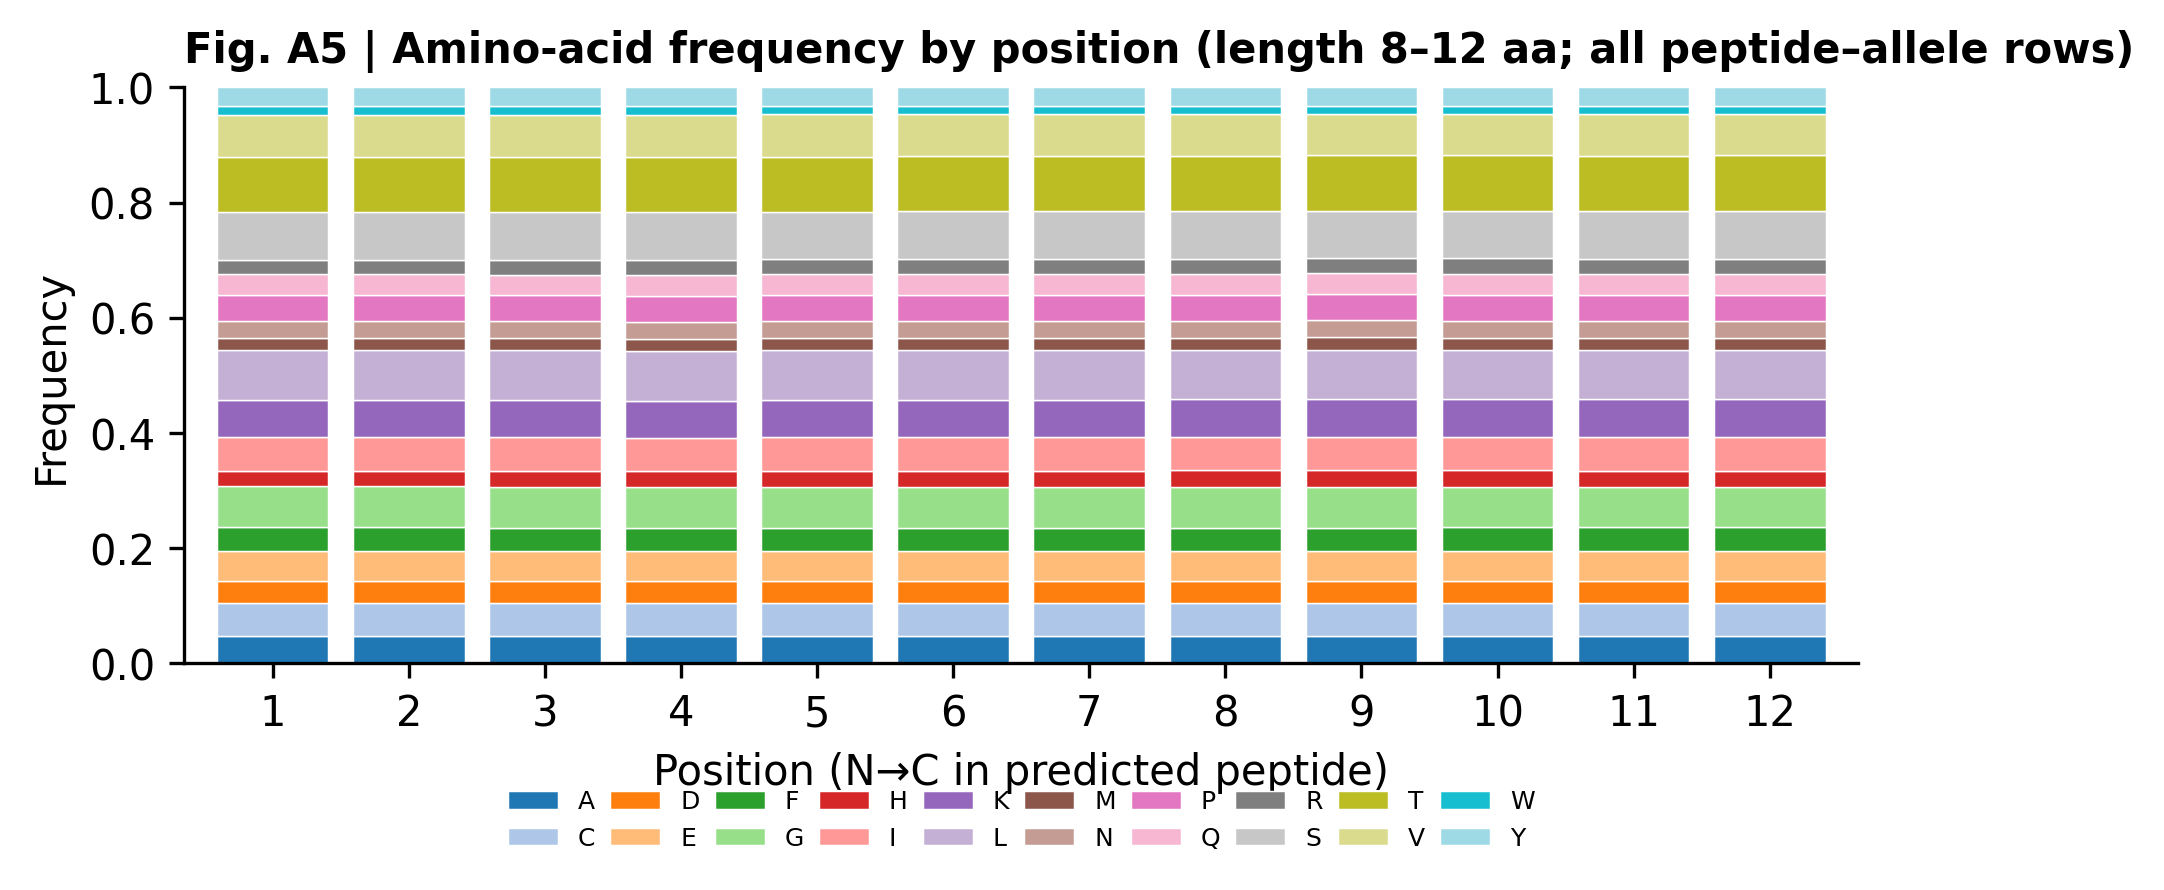 Fig. A5 | Amino-acid frequency by position (length 8–12 aa; all peptide–allele rows)
1.0
0.8
0.6
0.4
0.2
0.0
Frequency
1 2 3 4 5 6 7 8 9 10 11 12
Position (N→C in predicted peptide)
A D F H K M P R T W
C E G I L N Q S V Y